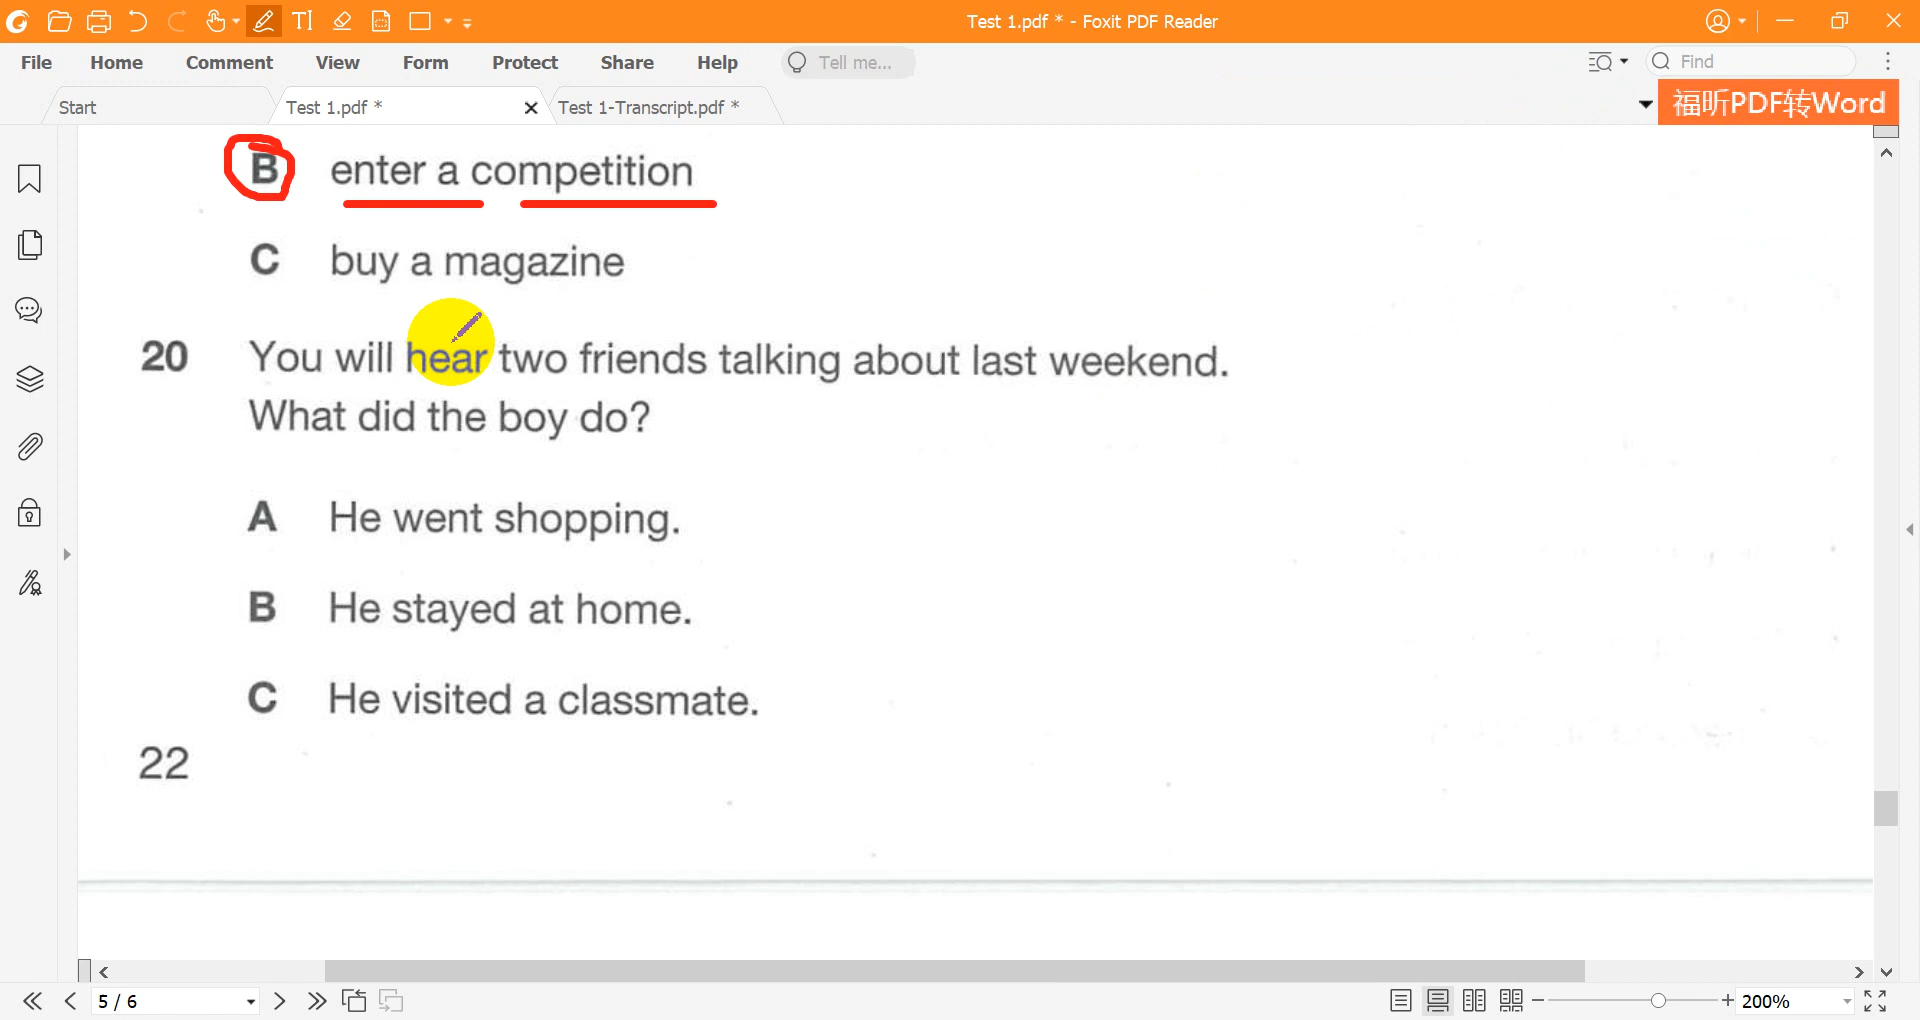 Test 1.pdf * - Foxit PDF Reader
File Home Comment View Form Protect Share Help Tell me... Find
Start Test 1.pdf * Test 1-Transcript.pdf * 福昕PDF转Word
B enter a competition
C buy a magazine
20 You will hear two friends talking about last weekend.
What did the boy do?
A He went shopping.
B He stayed at home.
C He visited a classmate.
22
5 / 6 200%